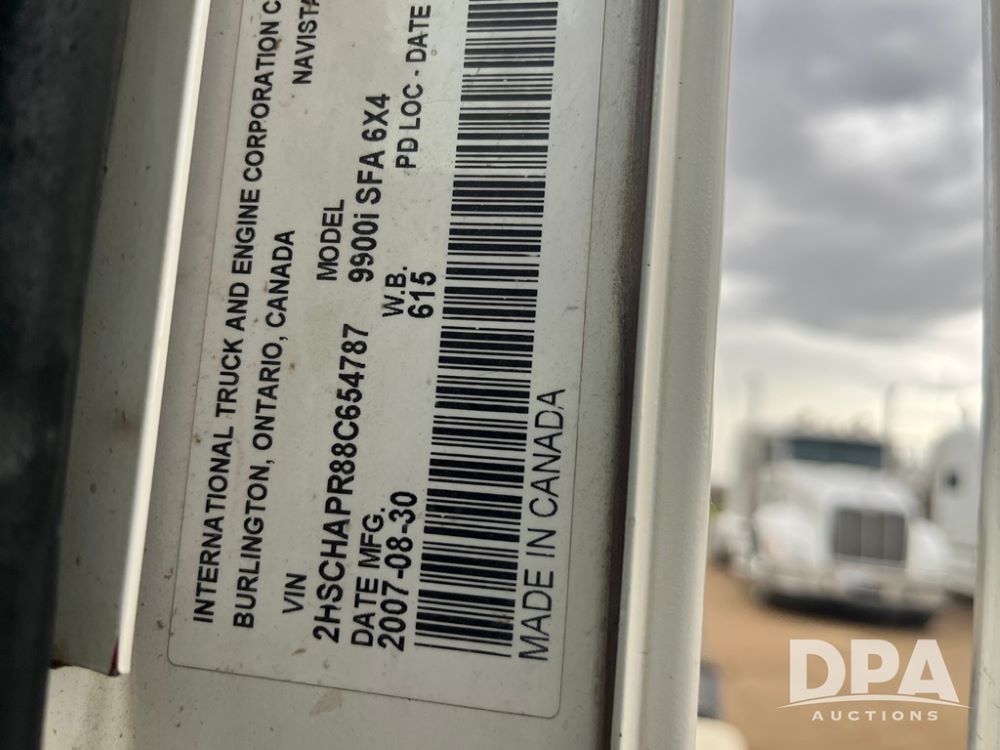 INTERNATIONAL TRUCK AND ENGINE CORPORATION C
BURLINGTON, ONTARIO, CANADA NAVISTA
VIN MODEL
2HSCHAPR88C654787 9900i SFA 6X4
DATE MFG. W.B. PD LOC - DATE
2007-08-30 615
MADE IN CANADA
DPA
AUCTIONS